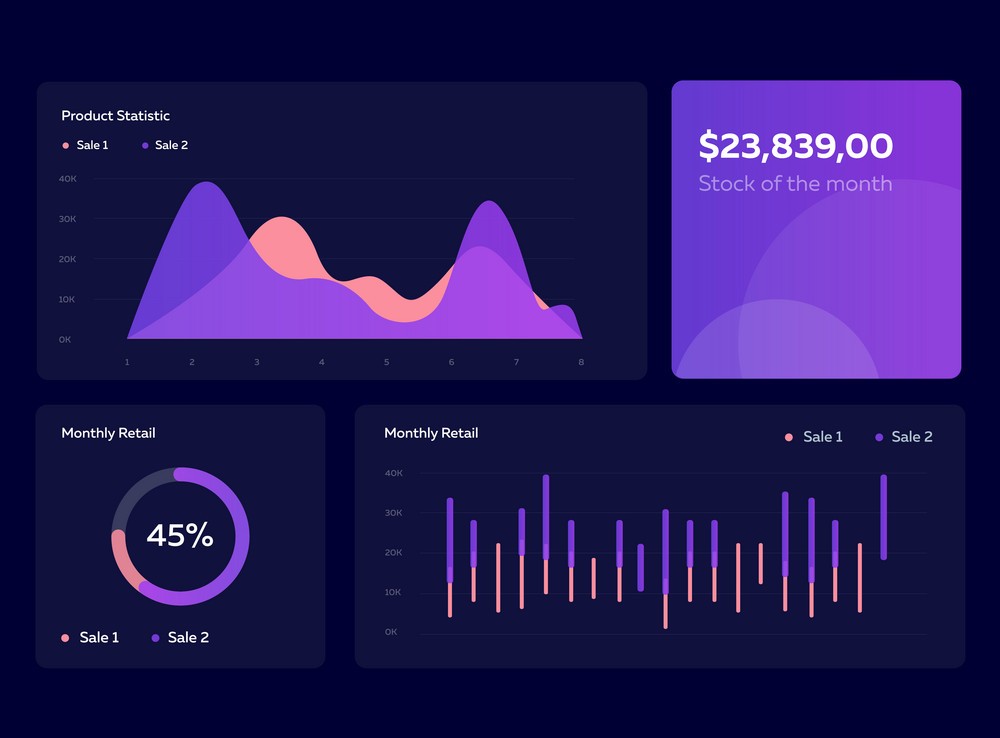 Product Statistic
Sale 1 Sale 2
40K
30K
20K
10K
0K
1 2 3 4 5 6 7 8
$23,839,00
Stock of the month
Monthly Retail
45%
Sale 1 Sale 2
Monthly Retail
Sale 1 Sale 2
40K
30K
20K
10K
0K